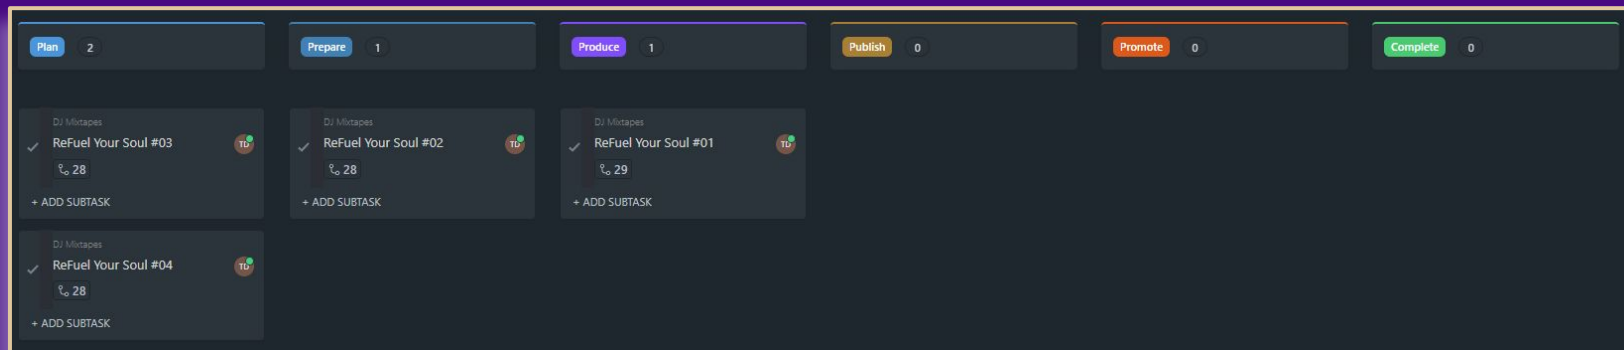 Plan 2
Prepare 1
Produce 1
Publish 0
Promote 0
Complete 0
DJ Mixtapes
ReFuel Your Soul #03
TD
28
+ ADD SUBTASK
DJ Mixtapes
ReFuel Your Soul #04
TD
28
+ ADD SUBTASK
DJ Mixtapes
ReFuel Your Soul #02
TD
28
+ ADD SUBTASK
DJ Mixtapes
ReFuel Your Soul #01
TD
29
+ ADD SUBTASK